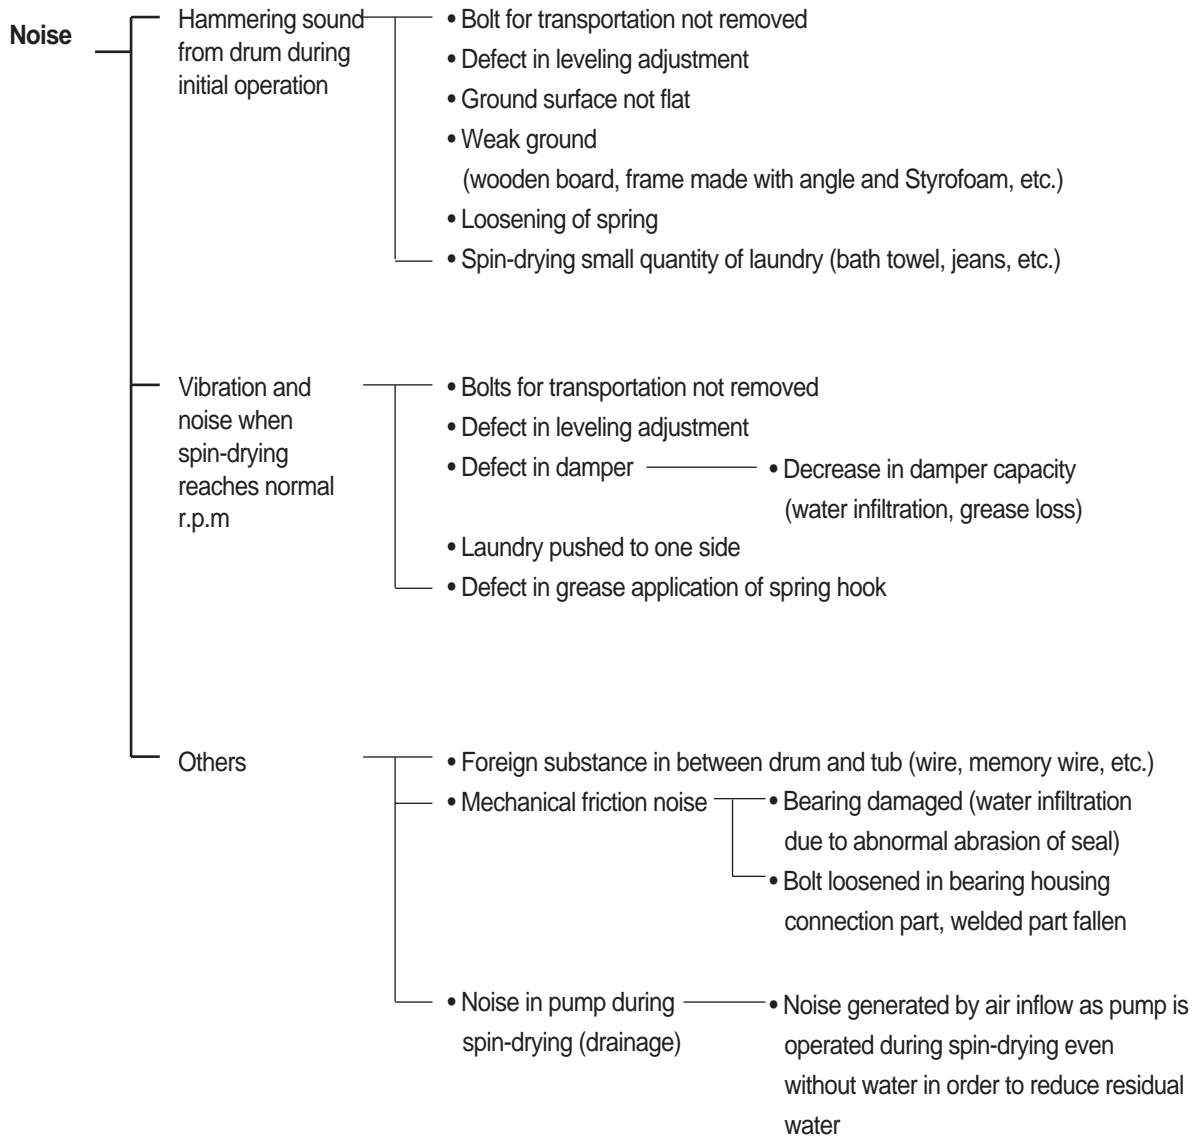 Noise
Hammering sound
from drum during
initial operation
• Bolt for transportation not removed
• Defect in leveling adjustment
• Ground surface not flat
• Weak ground
(wooden board, frame made with angle and Styrofoam, etc.)
• Loosening of spring
• Spin-drying small quantity of laundry (bath towel, jeans, etc.)
Vibration and
noise when
spin-drying
reaches normal
r.p.m
• Bolts for transportation not removed
• Defect in leveling adjustment
• Defect in damper
• Decrease in damper capacity
(water infiltration, grease loss)
• Laundry pushed to one side
• Defect in grease application of spring hook
Others
• Foreign substance in between drum and tub (wire, memory wire, etc.)
• Mechanical friction noise
• Bearing damaged (water infiltration
due to abnormal abrasion of seal)
• Bolt loosened in bearing housing
connection part, welded part fallen
• Noise in pump during
spin-drying (drainage)
• Noise generated by air inflow as pump is
operated during spin-drying even
without water in order to reduce residual
water